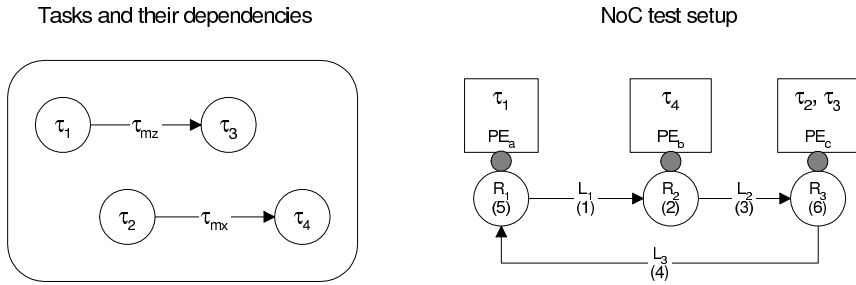 Tasks and their dependencies
NoC test setup
τ1 τmz τ3
τ2 τmx τ4
τ1
PEa
τ4
PEb
τ2, τ3
PEc
R1
(5)
L1
(1)
R2
(2)
L2
(3)
R3
(6)
L3
(4)